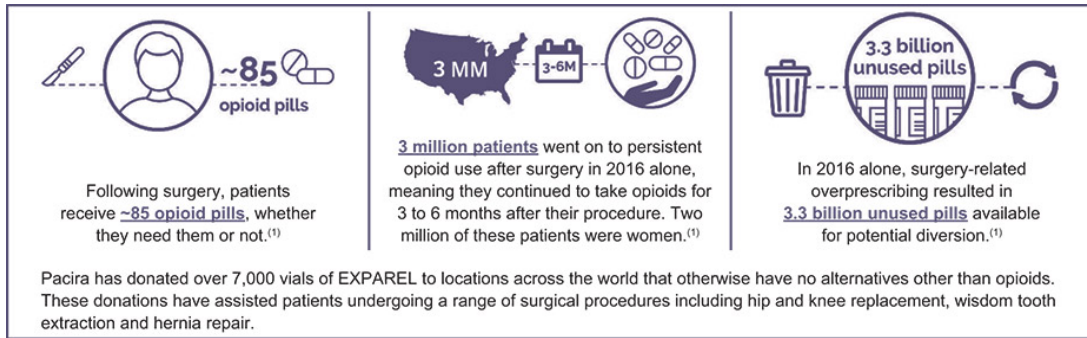 ~85
opioid pills
Following surgery, patients
receive ~85 opioid pills, whether
they need them or not.(1)
3 MM
3-6M
3 million patients went on to persistent
opioid use after surgery in 2016 alone,
meaning they continued to take opioids for
3 to 6 months after their procedure. Two
million of these patients were women.(1)
3.3 billion
unused pills
In 2016 alone, surgery-related
overprescribing resulted in
3.3 billion unused pills available
for potential diversion.(1)
Pacira has donated over 7,000 vials of EXPAREL to locations across the world that otherwise have no alternatives other than opioids.
These donations have assisted patients undergoing a range of surgical procedures including hip and knee replacement, wisdom tooth
extraction and hernia repair.